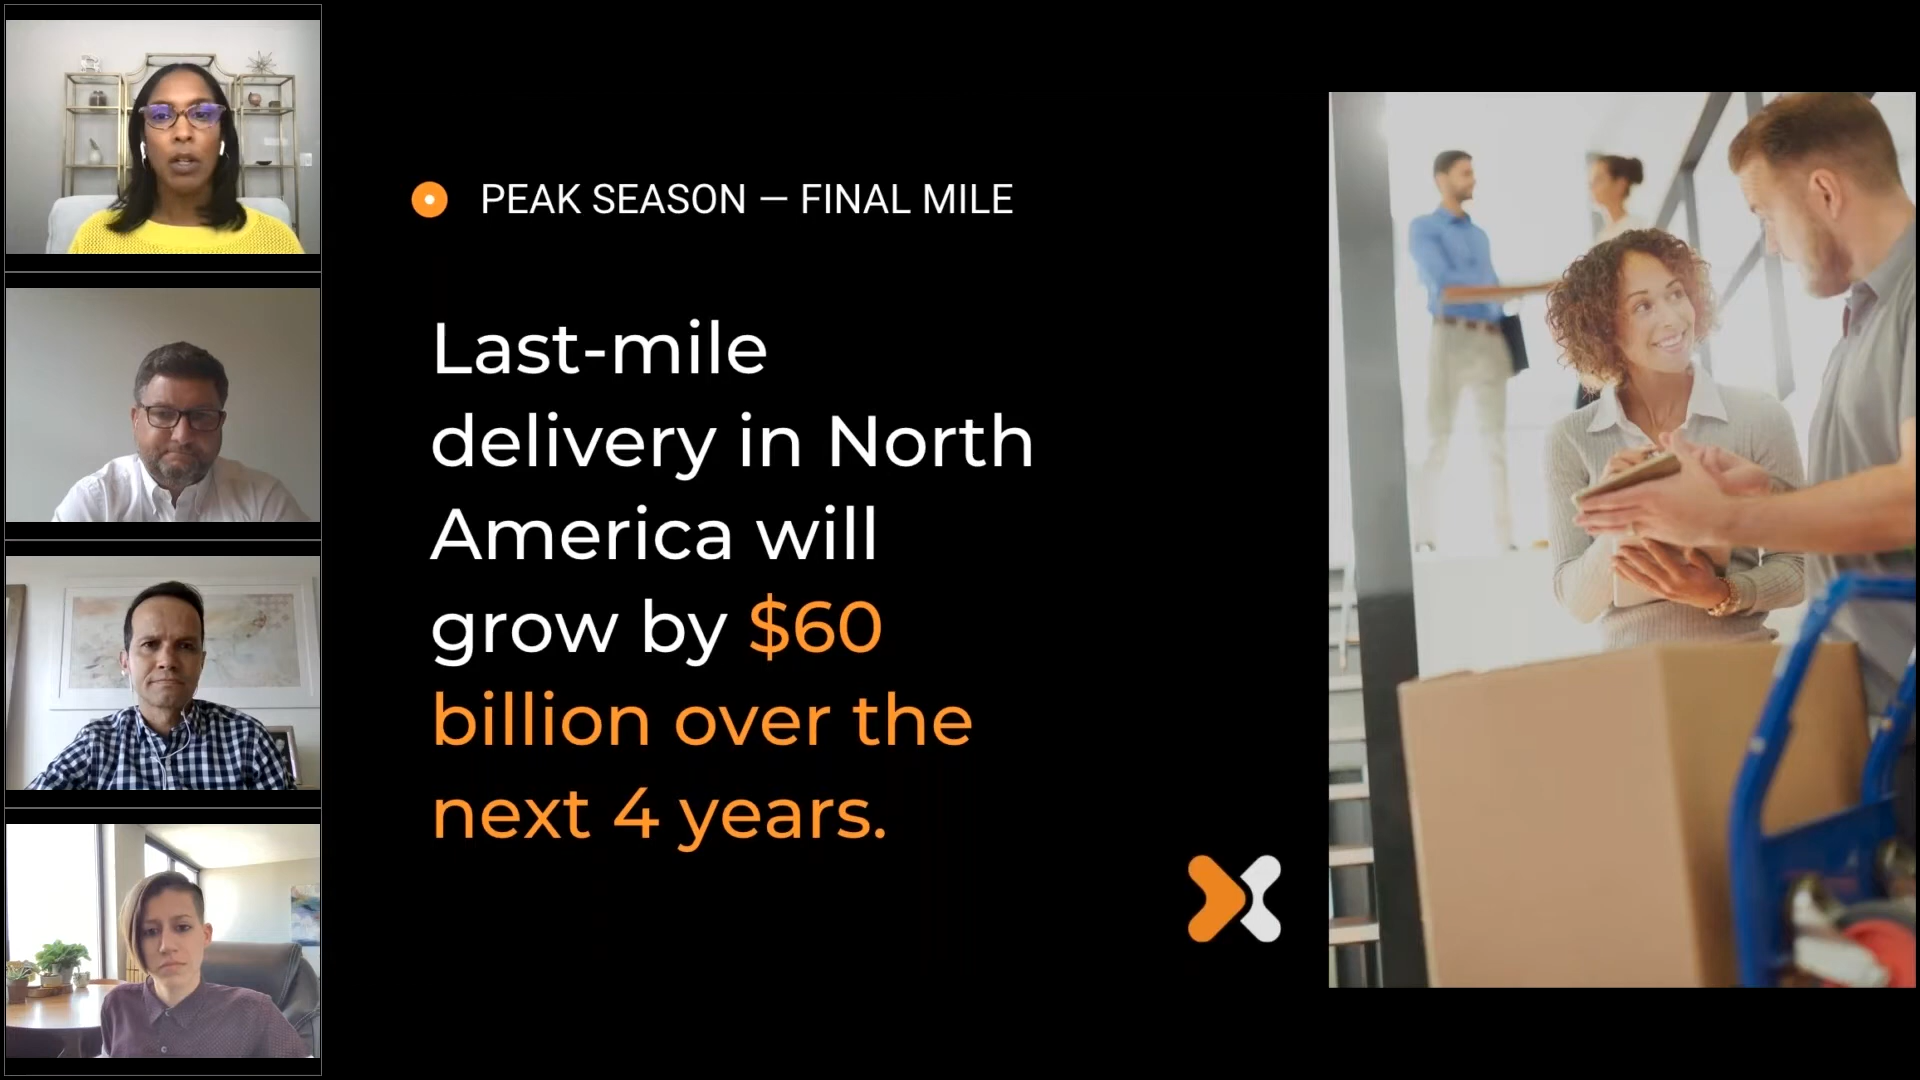 PEAK SEASON — FINAL MILE
Last-mile
delivery in North
America will
grow by $60
billion over the
next 4 years.